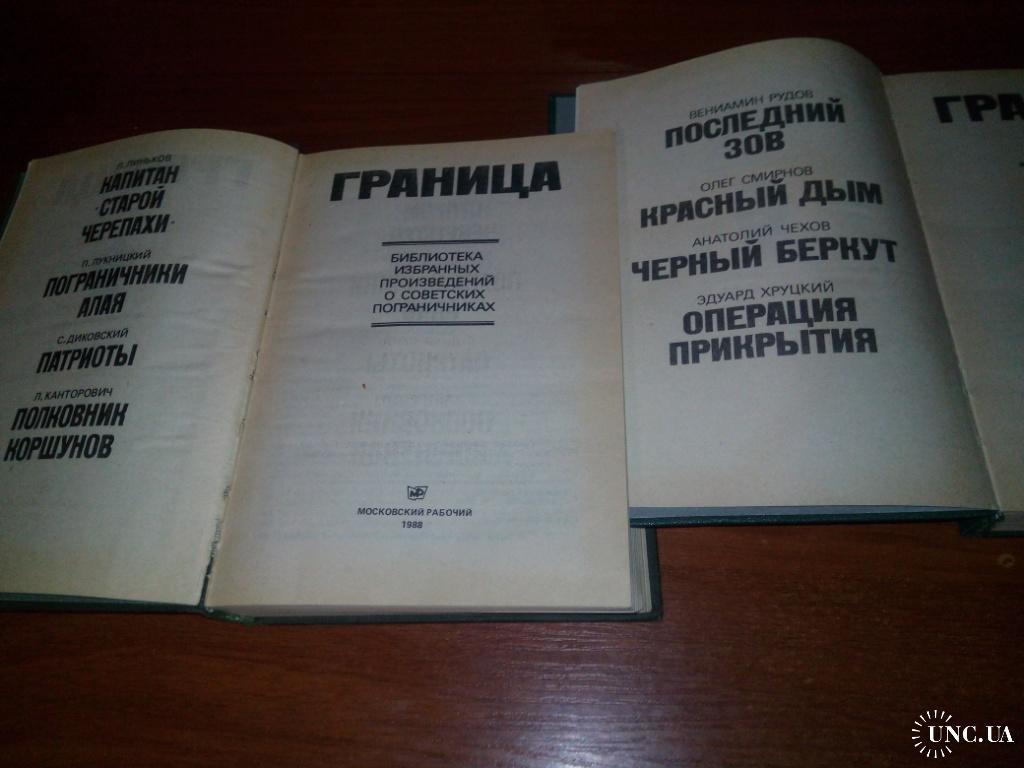 Л. ЛИНЬКОВ
КАПИТАН
«СТАРОЙ
ЧЕРЕПАХИ»
П. ЛУКНИЦКИЙ
ПОГРАНИЧНИКИ
АЛАЯ
С. ДИКОВСКИЙ
ПАТРИОТЫ
Л. КАНТОРОВИЧ
ПОЛКОВНИК
КОРШУНОВ
ГРАНИЦА
БИБЛИОТЕКА
ИЗБРАННЫХ
ПРОИЗВЕДЕНИЙ
О СОВЕТСКИХ
ПОГРАНИЧНИКАХ
МР
МОСКОВСКИЙ РАБОЧИЙ
1988
ВЕНИАМИН РУДОВ
ПОСЛЕДНИЙ
ЗОВ
ОЛЕГ СМИРНОВ
КРАСНЫЙ ДЫМ
АНАТОЛИЙ ЧЕХОВ
ЧЕРНЫЙ БЕРКУТ
ЭДУАРД ХРУЦКИЙ
ОПЕРАЦИЯ
ПРИКРЫТИЯ
ГРА
UNC.UA